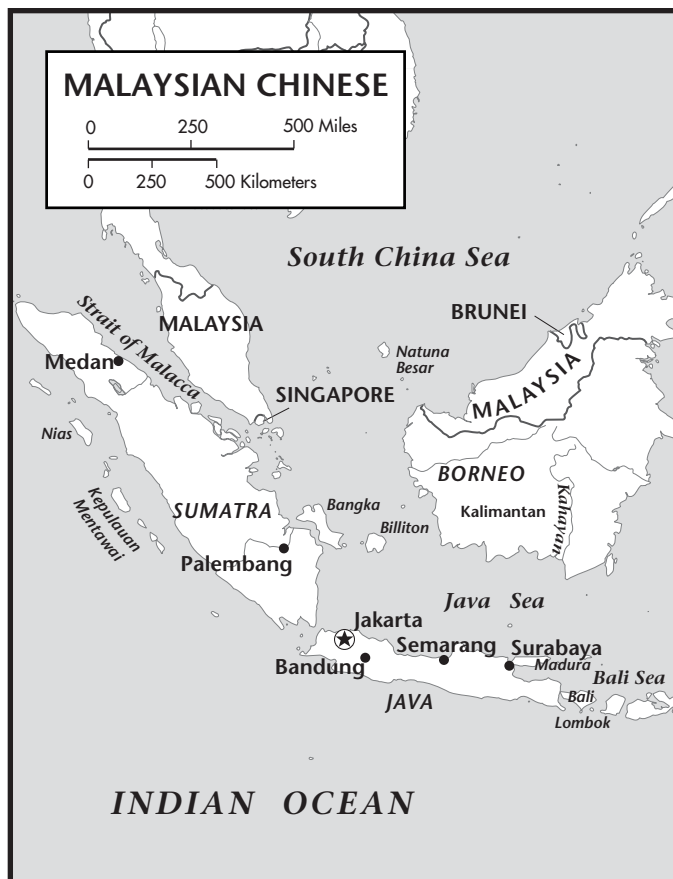 MALAYSIAN CHINESE
0 250 500 Miles
0 250 500 Kilometers
South China Sea
BRUNEI
Strait of Malacca
MALAYSIA
Natuna
Besar
Medan
SINGAPORE
MALAYSIA
Nias
BORNEO
Kepulauan
Mentawai
SUMATRA
Bangka
Kalimantan
Kahayan
Billiton
Palembang
Java Sea
Jakarta
Semarang
Surabaya
Bandung
Madura
Bali Sea
JAVA
Bali
Lombok
INDIAN OCEAN